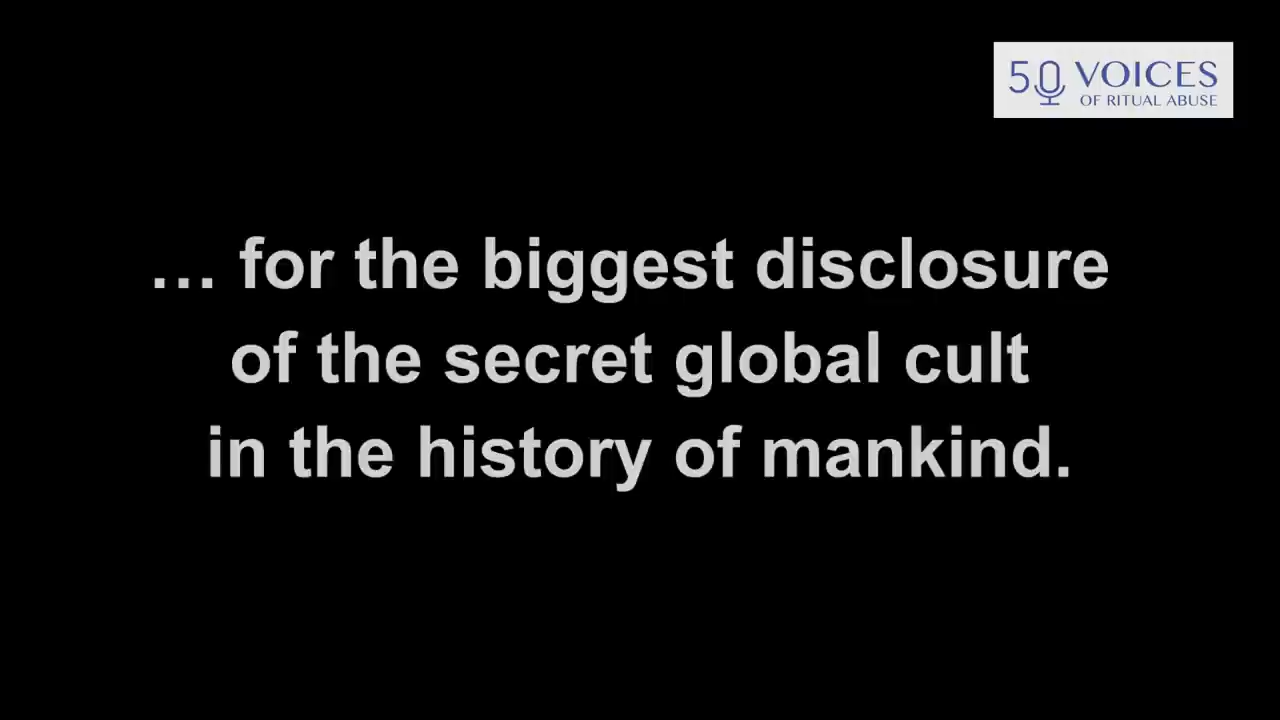 50 VOICES
OF RITUAL ABUSE
… for the biggest disclosure
of the secret global cult
in the history of mankind.